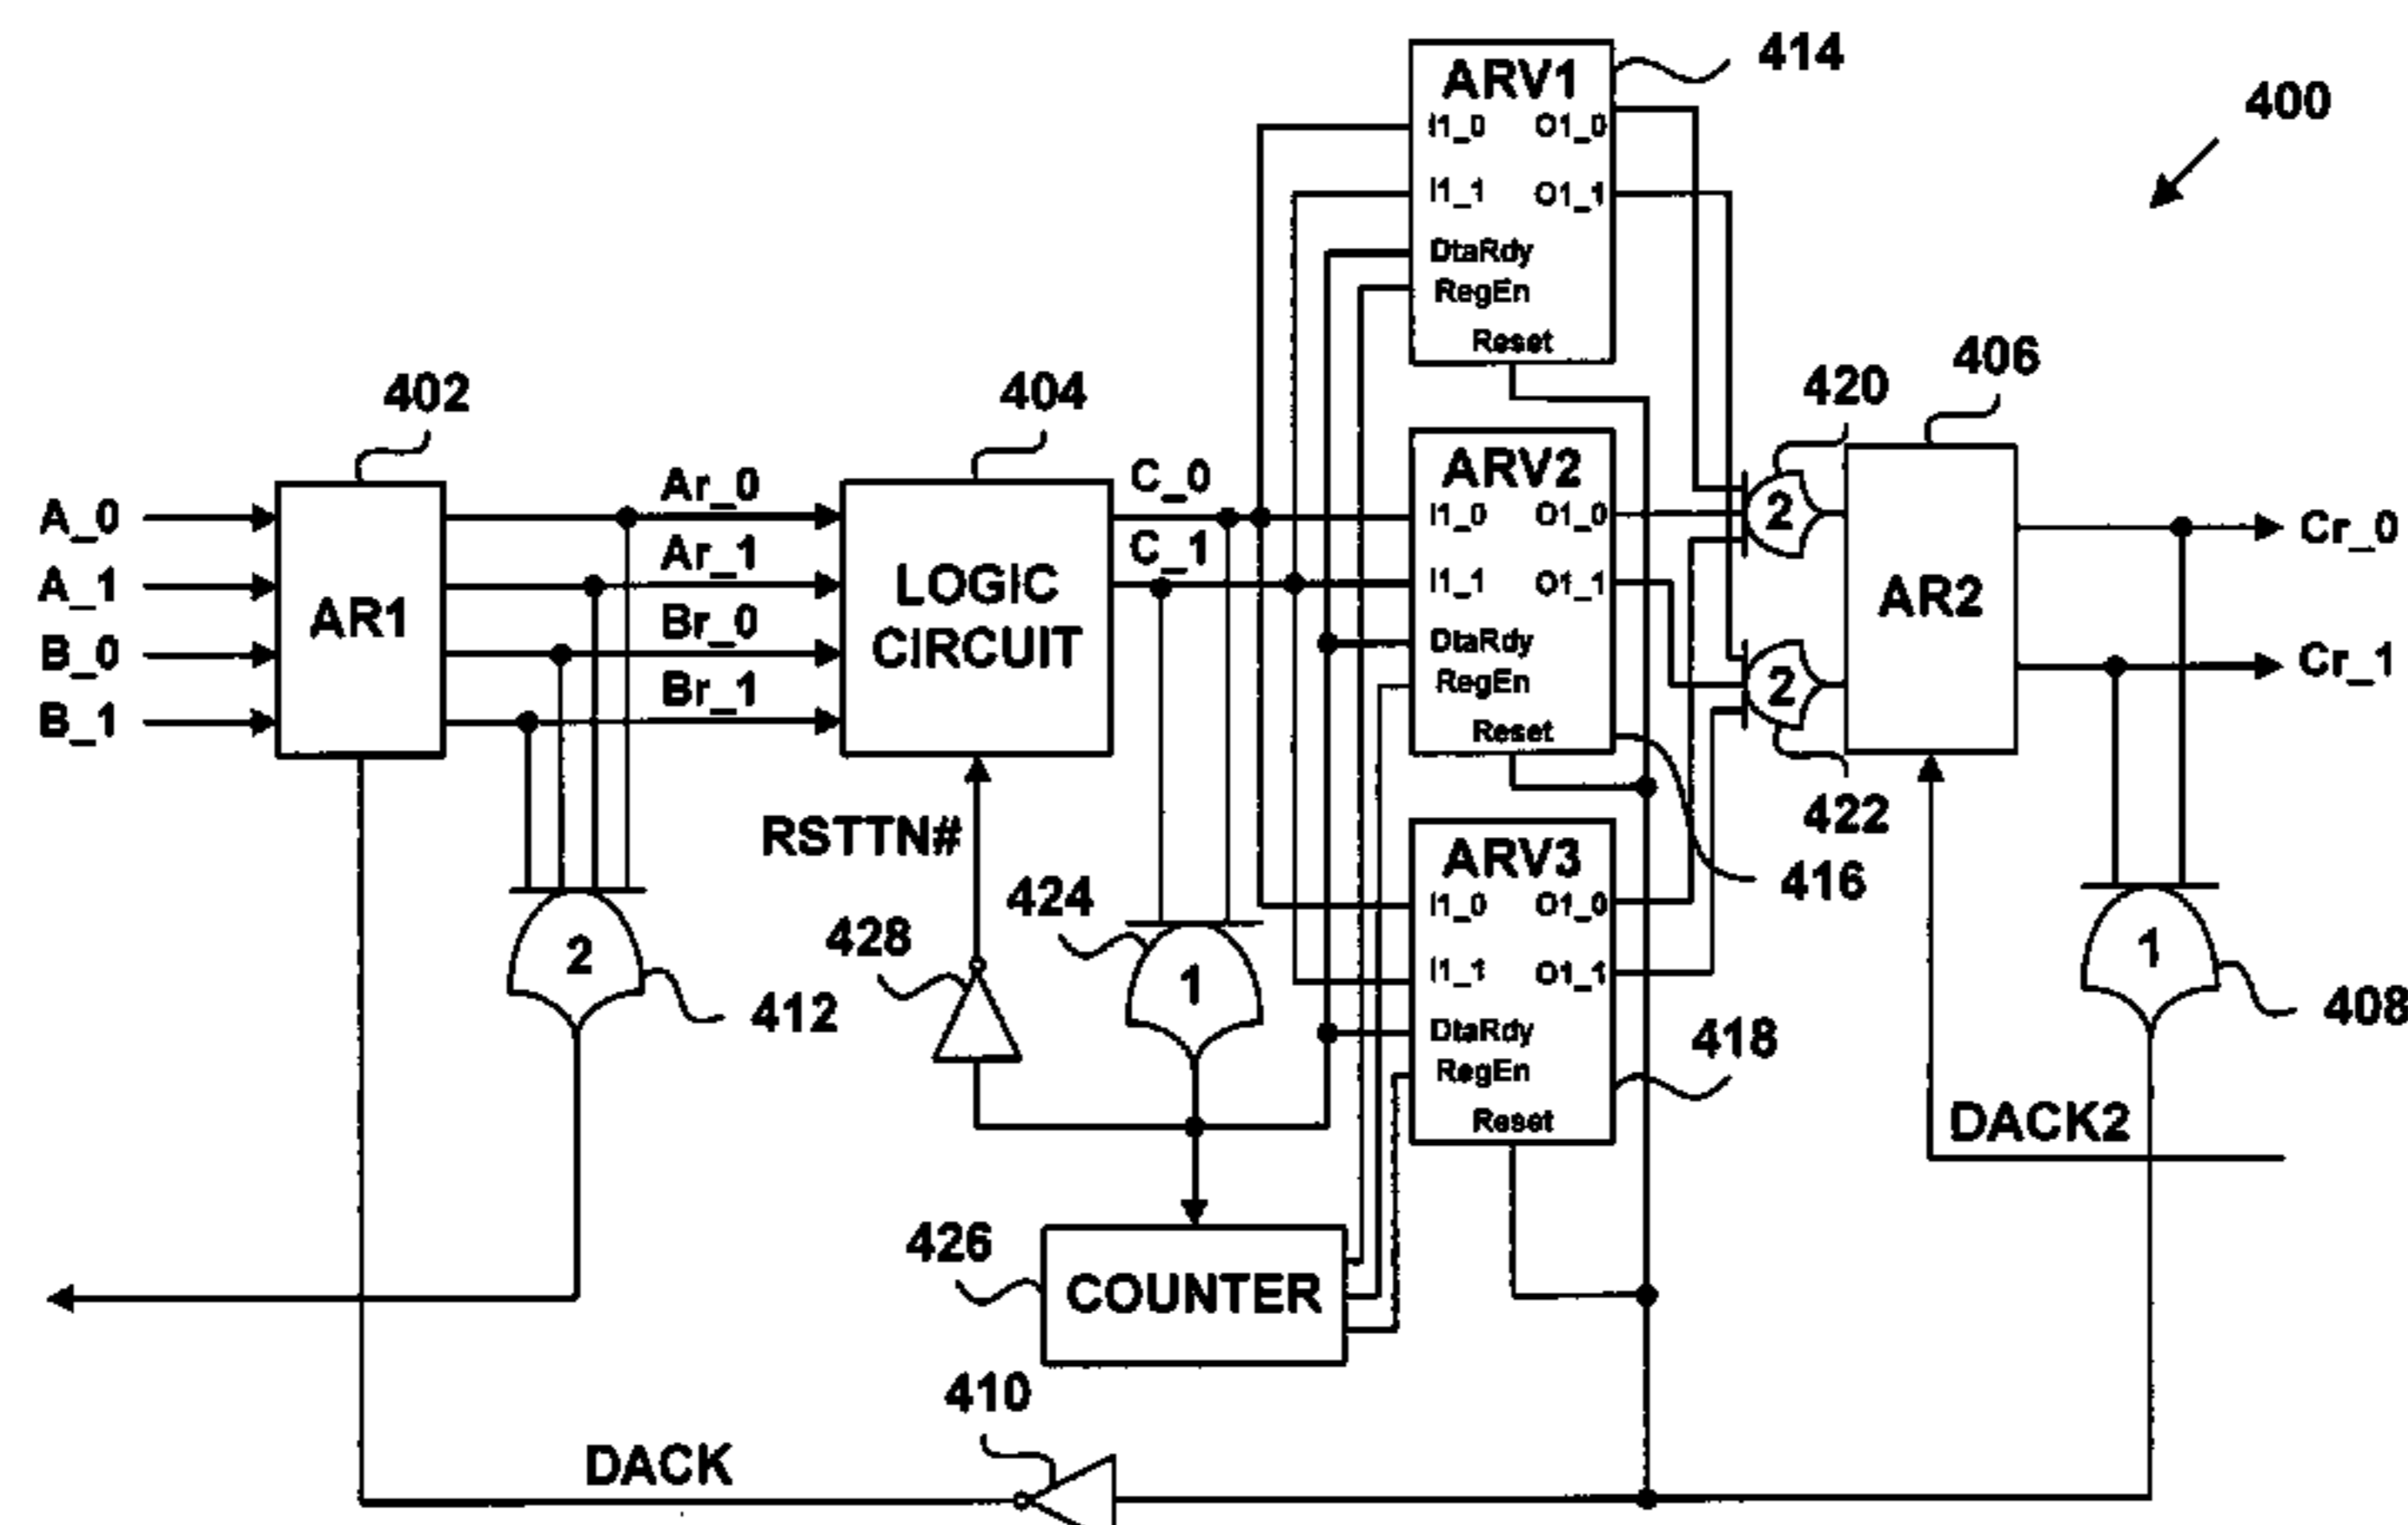 ARV1
414
I1_0 O1_0
400
I1_1 O1_1
DtaRdy
RegEn
Reset
402
404
406
420
ARV2
A_0
Ar_0
C_0
I1_0 O1_0
2
Cr_0
A_1
Ar_1
C_1
I1_1 O1_1
AR1
LOGIC
CIRCUIT
AR2
B_0
Br_0
DtaRdy
Cr_1
B_1
Br_1
RegEn
2
Reset
422
RSTTN#
ARV3
416
424
I1_0 O1_0
428
2
1
I1_1 O1_1
1
412
408
DtaRdy
418
RegEn
Reset
DACK2
426
COUNTER
410
DACK